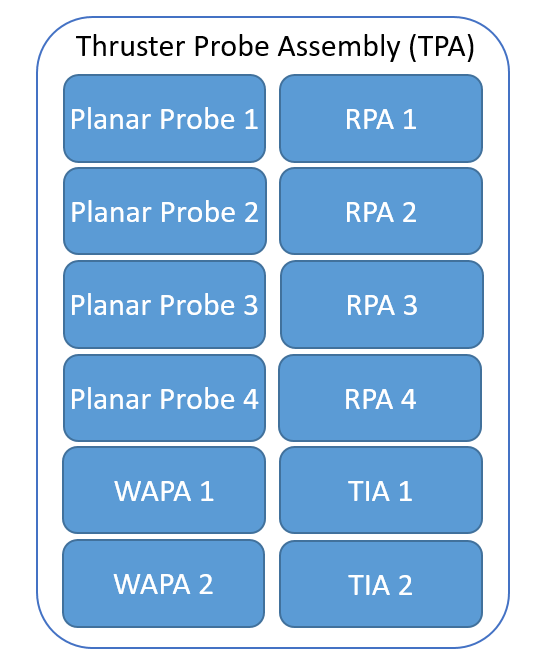 Thruster Probe Assembly (TPA)
Planar Probe 1
RPA 1
Planar Probe 2
RPA 2
Planar Probe 3
RPA 3
Planar Probe 4
RPA 4
WAPA 1
TIA 1
WAPA 2
TIA 2